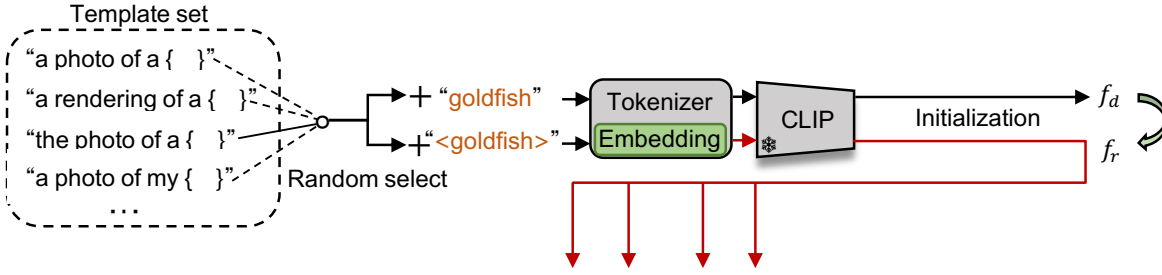 Template set
“a photo of a { }”
“a rendering of a { }”
“the photo of a { }”
“a photo of my { }”
...
Random select
+ “goldfish”
+ “<goldfish>”
Tokenizer
Embedding
CLIP
Initialization
f_d
f_r